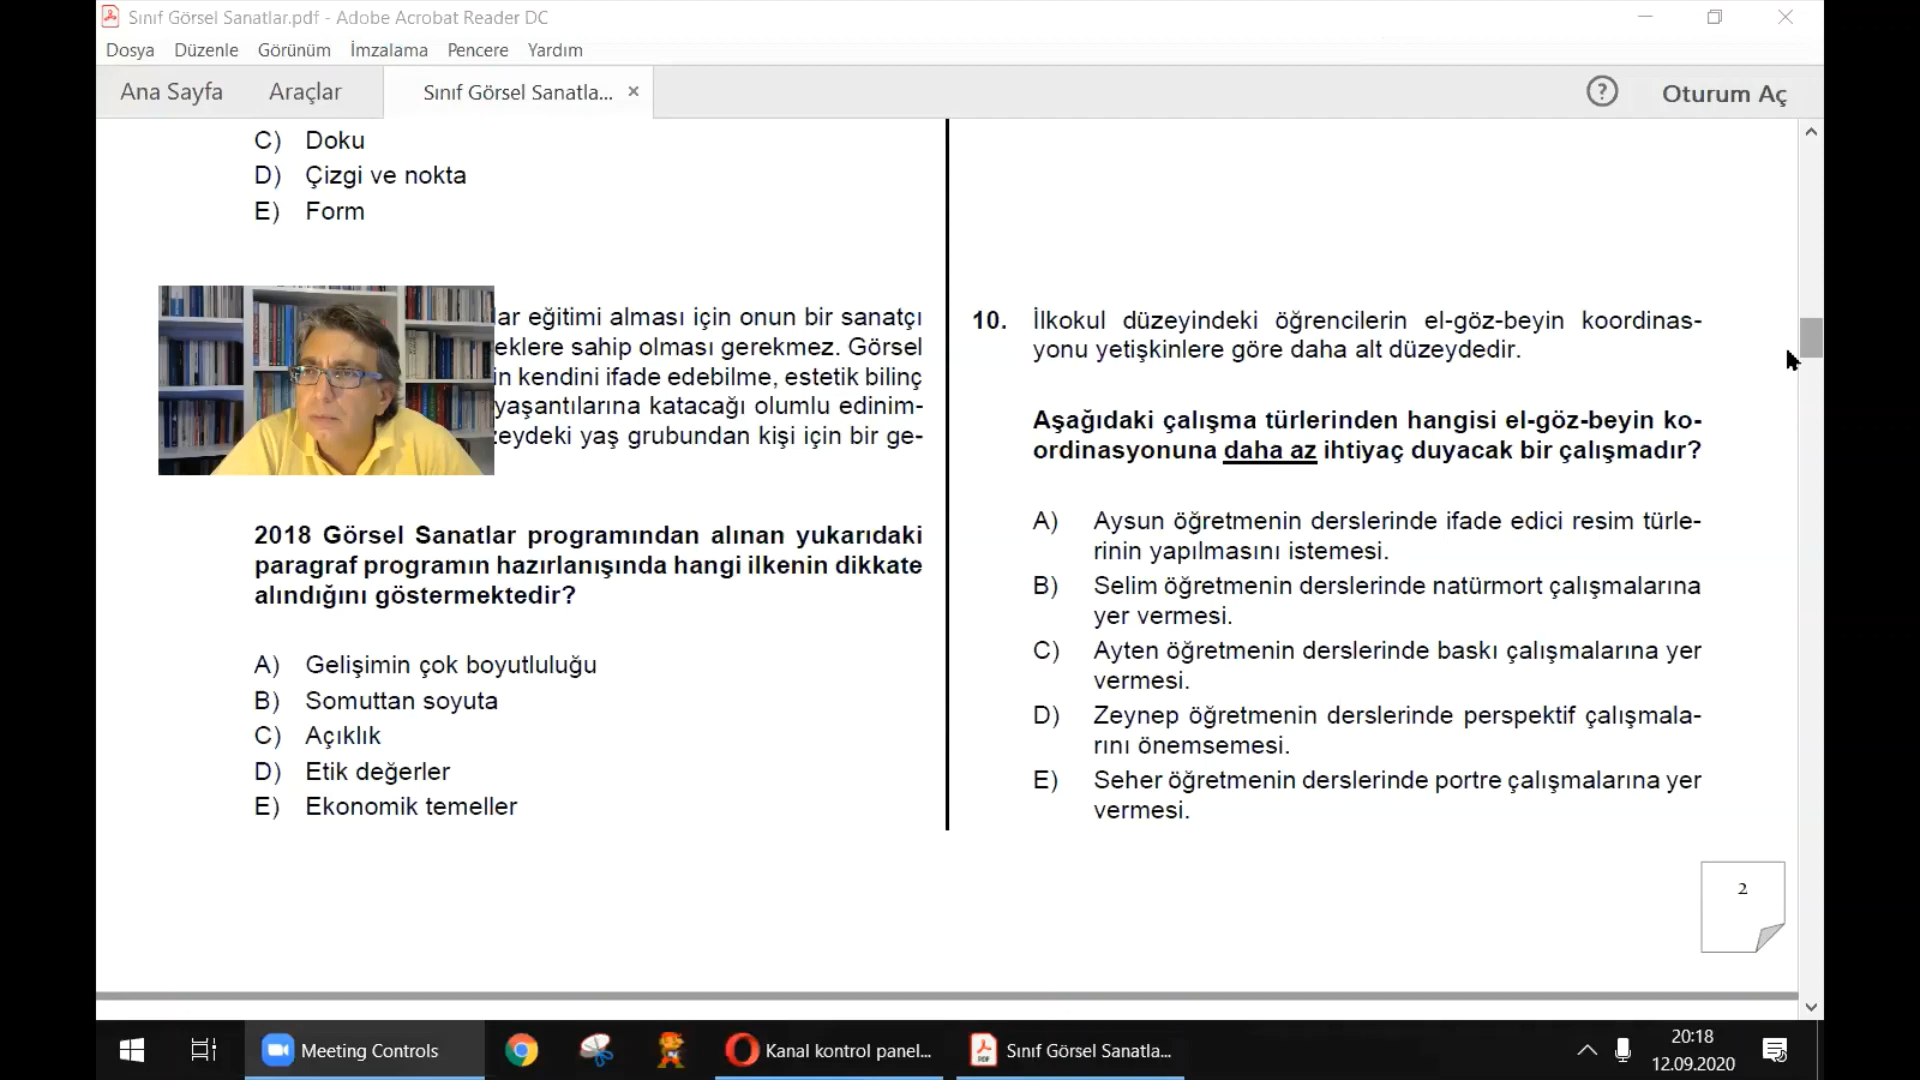 Sınıf Görsel Sanatlar.pdf - Adobe Acrobat Reader DC
Dosya Düzenle Görünüm İmzalama Pencere Yardım
Ana Sayfa Araçlar Sınıf Görsel Sanatla... × ? Oturum Aç
C) Doku
D) Çizgi ve nokta
E) Form
eğitimi alması için onun bir sanatçı
sahip olması gerekmez. Görsel
kendini ifade edebilme, estetik bilinç
yaşantılarına katacağı olumlu edinim-
yaş grubundan kişi için bir ge-
2018 Görsel Sanatlar programından alınan yukarıdaki
paragraf programın hazırlanışında hangi ilkenin dikkate
alındığını göstermektedir?
A) Gelişimin çok boyutluluğu
B) Somuttan soyuta
C) Açıklık
D) Etik değerler
E) Ekonomik temeller
10. İlkokul düzeyindeki öğrencilerin el-göz-beyin koordinas-
yonu yetişkinlere göre daha alt düzeydedir.
Aşağıdaki çalışma türlerinden hangisi el-göz-beyin ko-
ordinasyonuna daha az ihtiyaç duyacak bir çalışmadır?
A) Aysun öğretmenin derslerinde ifade edici resim türle-
rinin yapılmasını istemesi.
B) Selim öğretmenin derslerinde natürmort çalışmalarına
yer vermesi.
C) Ayten öğretmenin derslerinde baskı çalışmalarına yer
vermesi.
D) Zeynep öğretmenin derslerinde perspektif çalışmala-
rını önemsemesi.
E) Seher öğretmenin derslerinde portre çalışmalarına yer
vermesi.
2
Meeting Controls Kanal kontrol panel... Sınıf Görsel Sanatla... 20:18
12.09.2020